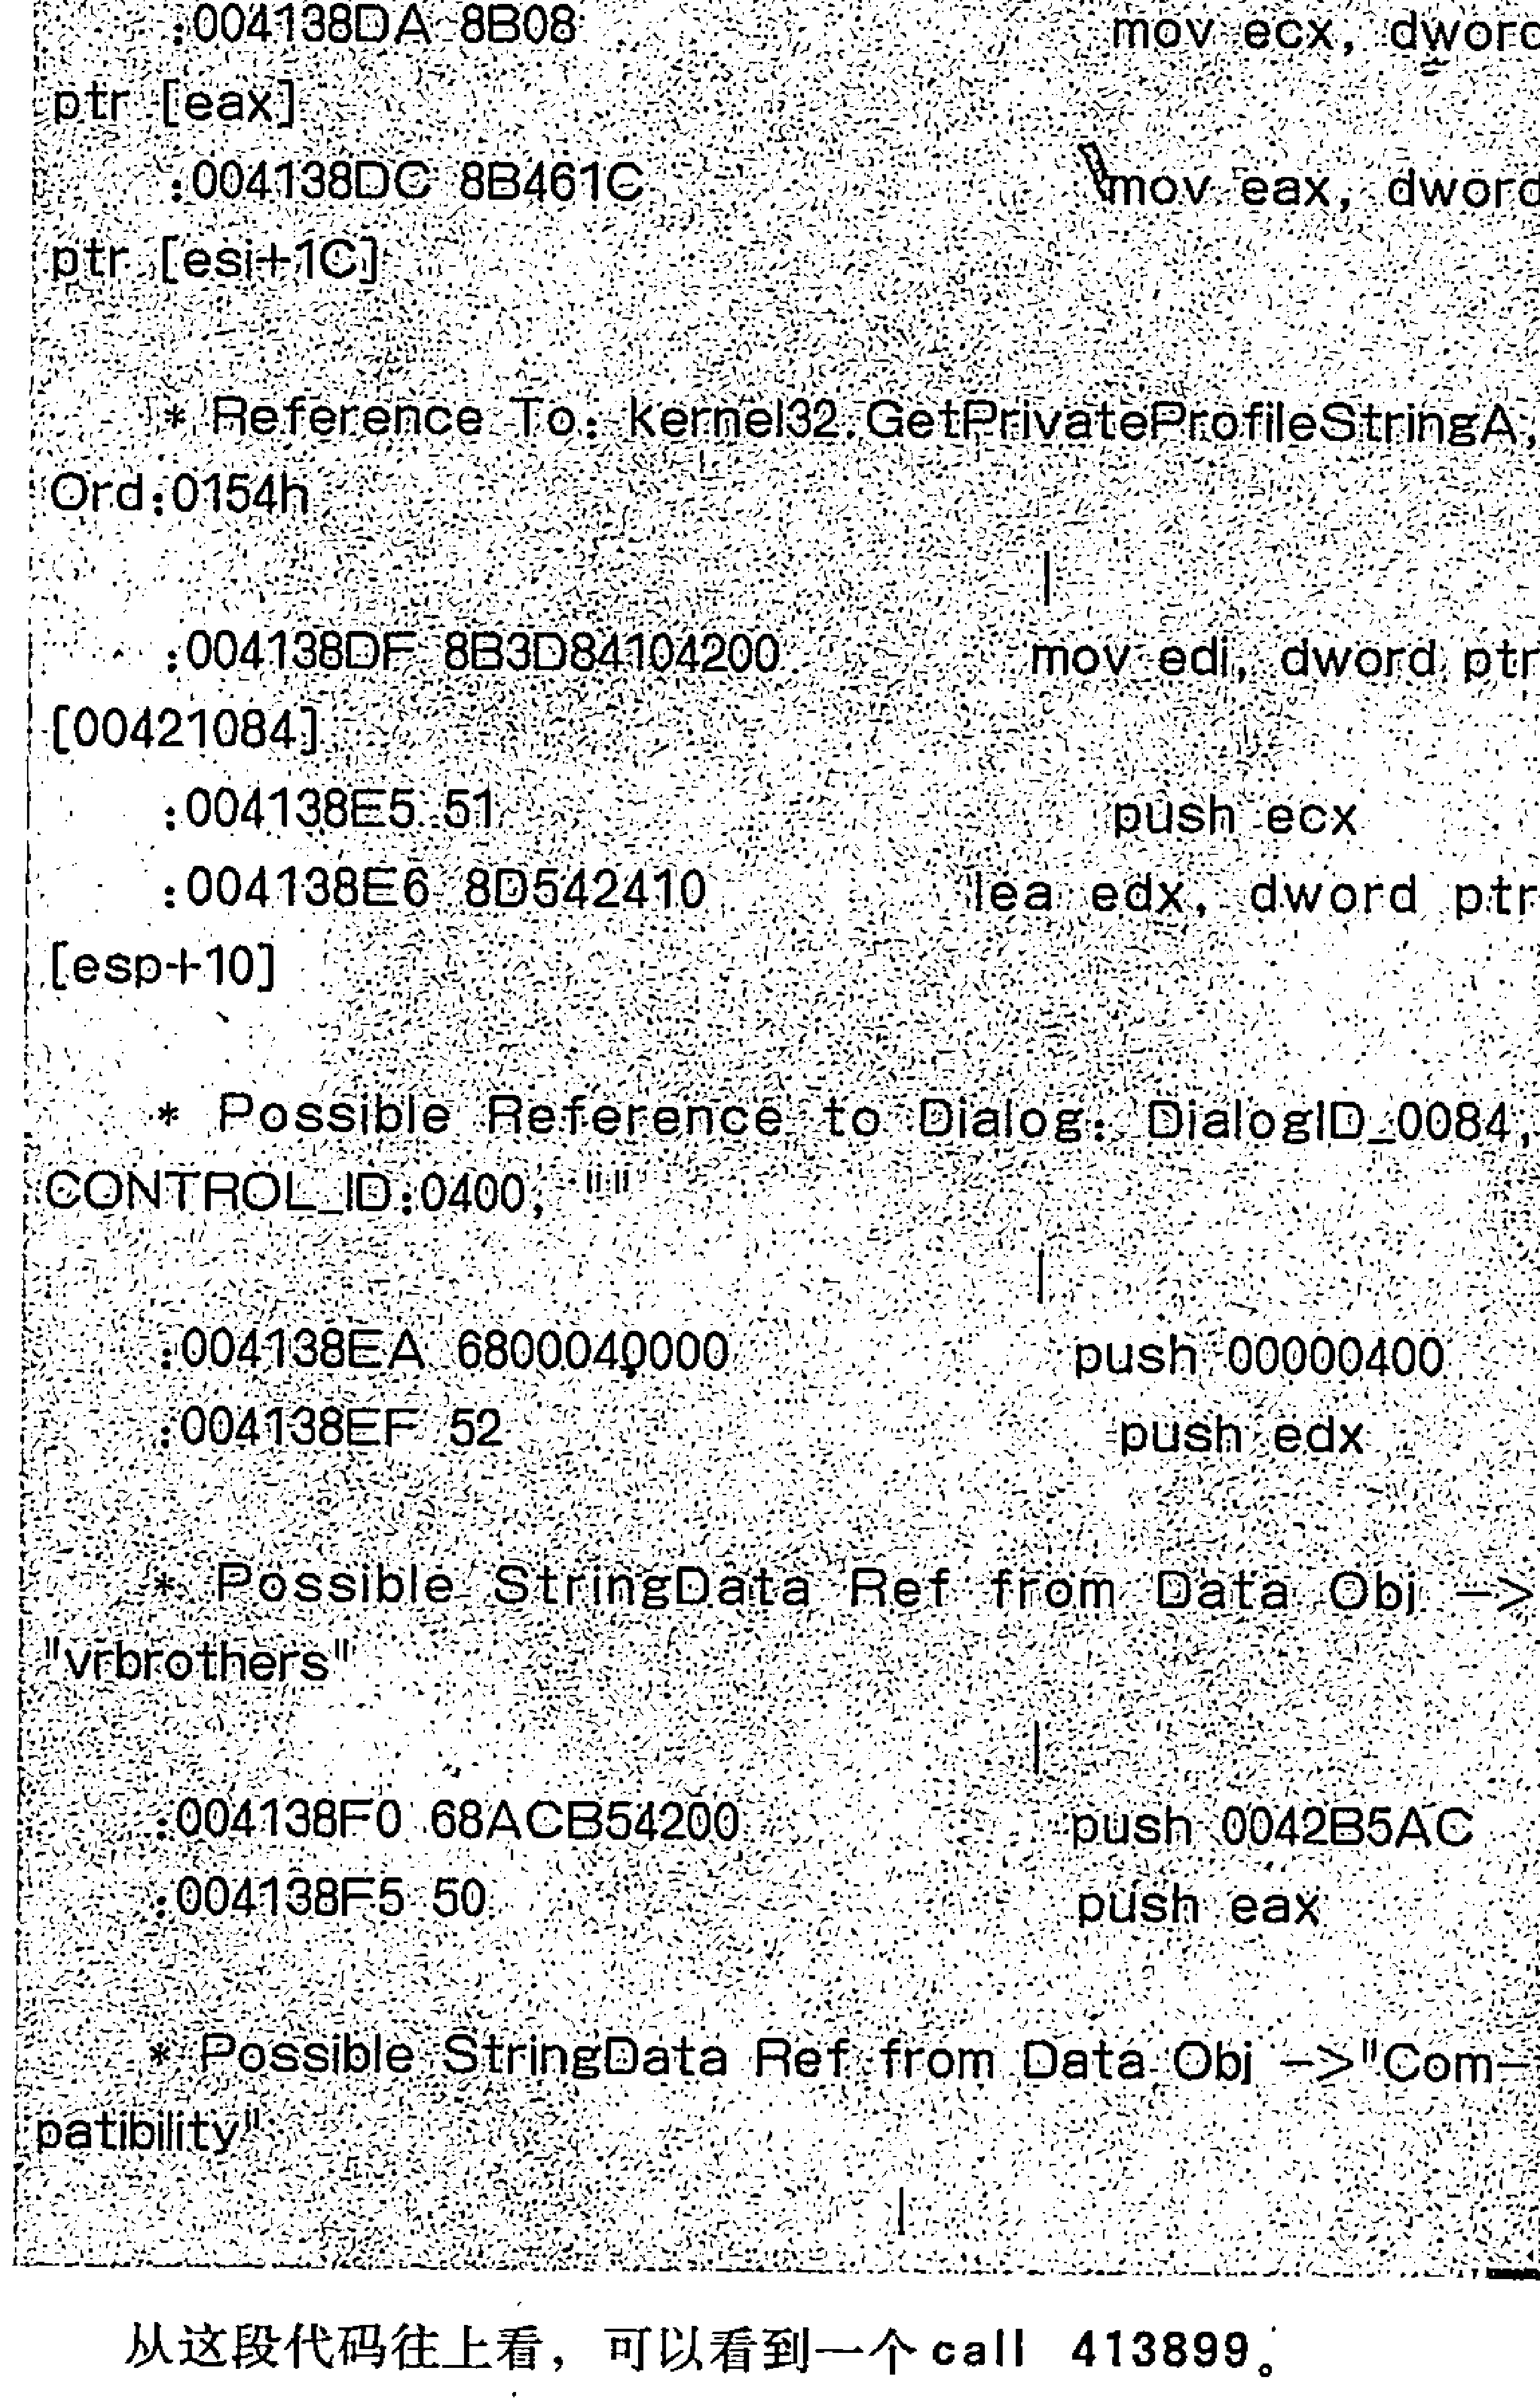 :004138DA 8B08 mov ecx, dword
ptr [eax]
:004138DC 8B461C mov eax, dword
ptr [esi+1C]
* Reference To: kernel32.GetPrivateProfileStringA,
Ord:0154h
|
:004138DF 8B3D84104200 mov edi, dword ptr
[00421084]
:004138E5 51 push ecx
:004138E6 8D542410 lea edx, dword ptr
[esp+10]
* Possible Reference to Dialog: DialogID_0084,
CONTROL_ID:0400, ""
|
:004138EA 6800040000 push 00000400
:004138EF 52 push edx
* Possible StringData Ref from Data Obj ->
"vrbrothers"
|
:004138F0 68ACB54200 push 0042B5AC
:004138F5 50 push eax
* Possible StringData Ref from Data Obj ->"Com-
patibility"
|
从这段代码往上看，可以看到一个call 413899。